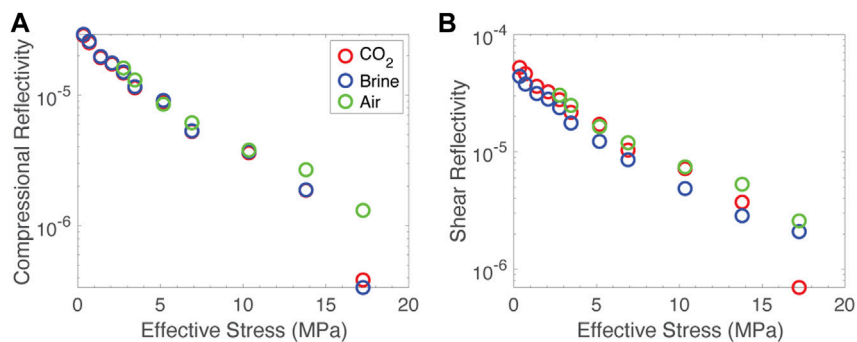 A
Compressional Reflectivity
10^-5
10^-6
0
5
10
15
20
Effective Stress (MPa)
CO₂
Brine
Air
B
Shear Reflectivity
10^-4
10^-5
10^-6
0
5
10
15
20
Effective Stress (MPa)